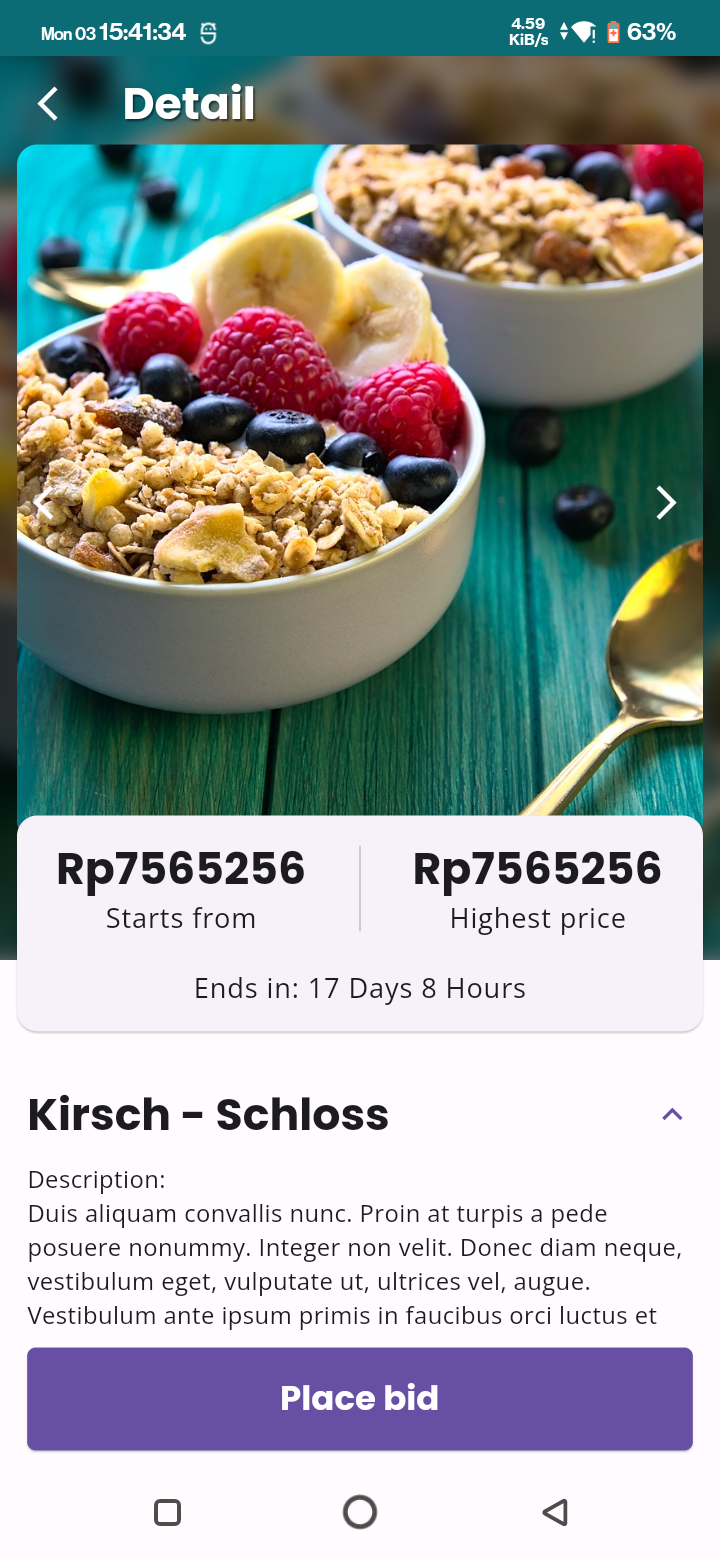 Mon 03 15:41:34
4.59
KiB/s
63%
Detail
Rp7565256
Starts from
Rp7565256
Highest price
Ends in: 17 Days 8 Hours
Kirsch - Schloss
Description:
Duis aliquam convallis nunc. Proin at turpis a pede
posuere nonummy. Integer non velit. Donec diam neque,
vestibulum eget, vulputate ut, ultrices vel, augue.
Vestibulum ante ipsum primis in faucibus orci luctus et
Place bid